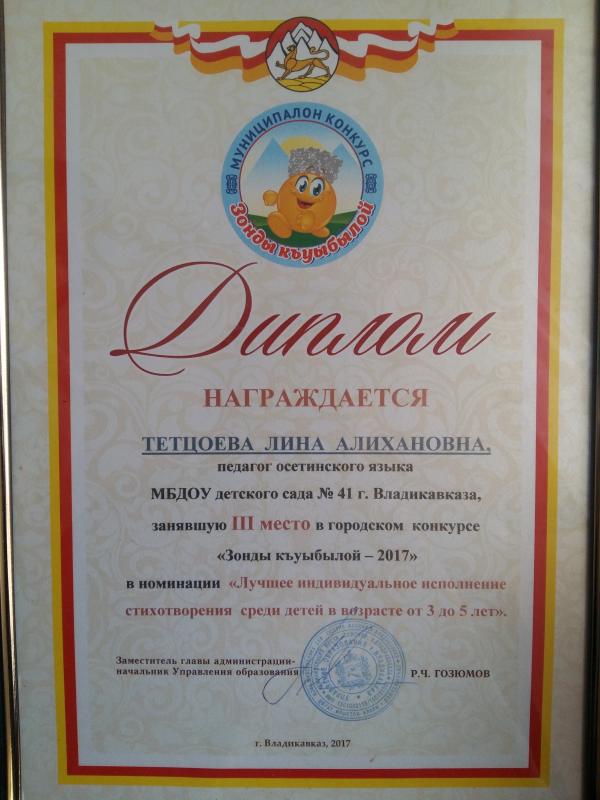 МУНИЦИПАЛОН КОНКУРС
Зонды къуыбылой
Диплом
НАГРАЖДАЕТСЯ
ТЕТЦОЕВА ЛИНА АЛИХАНОВНА,
педагог осетинского языка
МБДОУ детского сада № 41 г. Владикавказа,
занявшую III место в городском конкурсе
«Зонды къуыбылой – 2017»
в номинации «Лучшее индивидуальное исполнение
стихотворения среди детей в возрасте от 3 до 5 лет».
Заместитель главы администрации-
начальник Управления образования
Р.Ч. ГОЗЮМОВ
г. Владикавказ, 2017